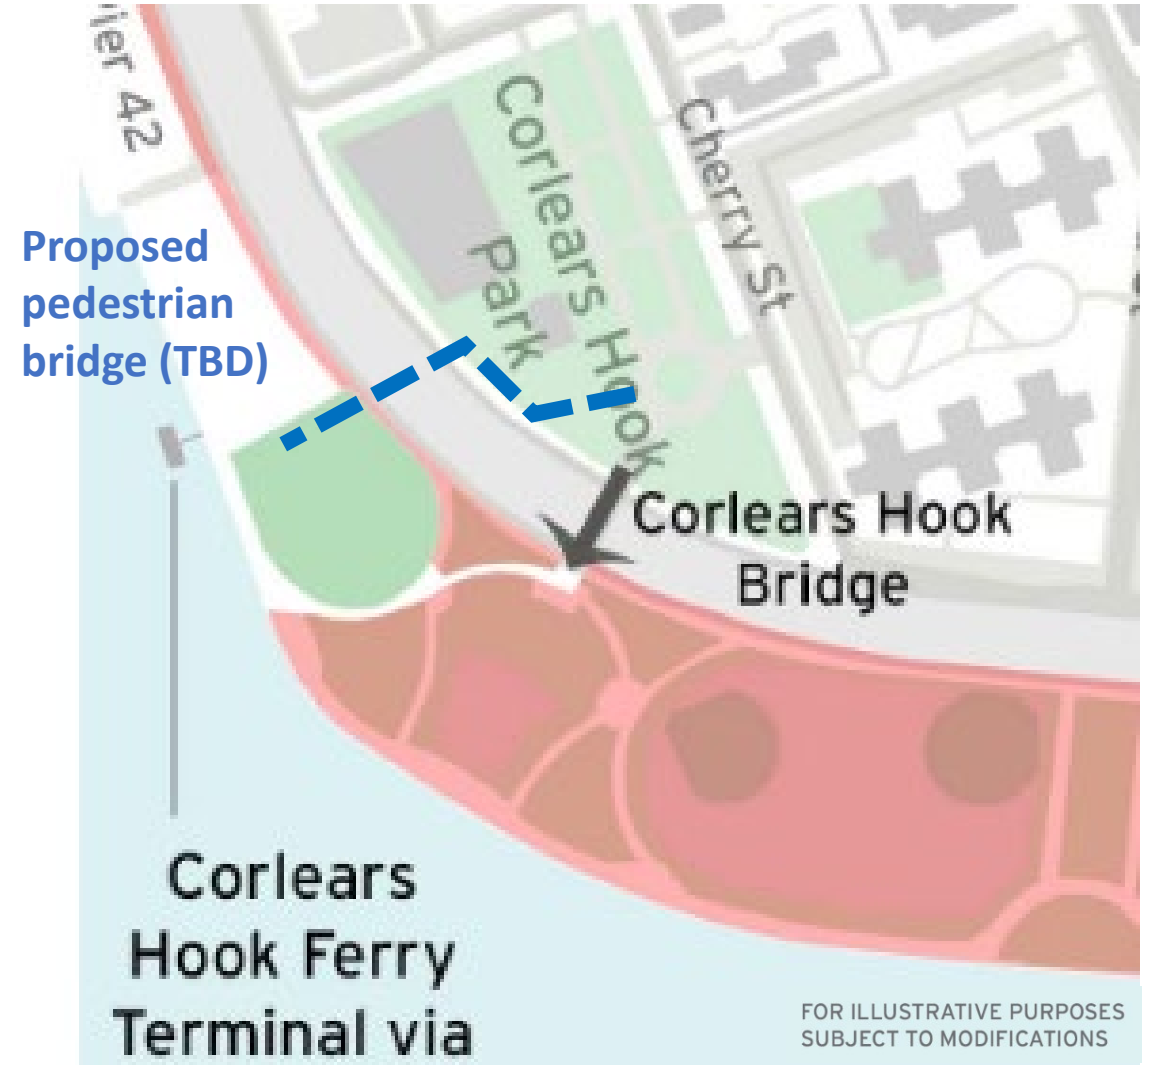 Pier 42
Corlears Hook
Park
Cherry St
Proposed
pedestrian
bridge (TBD)
Corlears Hook
Bridge
Corlears
Hook Ferry
Terminal via
FOR ILLUSTRATIVE PURPOSES
SUBJECT TO MODIFICATIONS